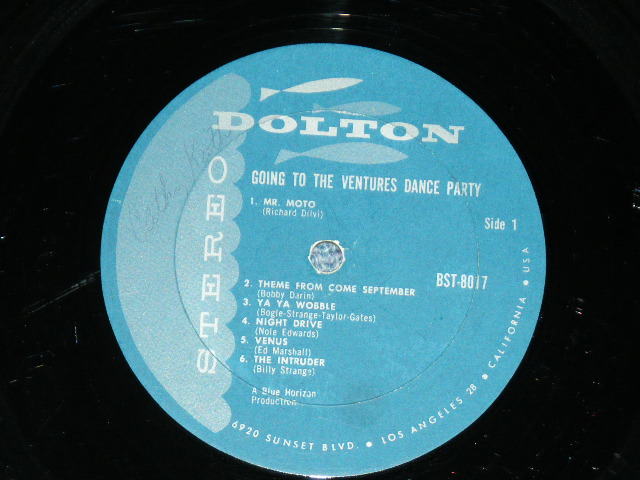 DOLTON
STEREO
GOING TO THE VENTURES DANCE PARTY
1. MR. MOTO
(Richard Dilvi)
Side 1
BST-8017
2. THEME FROM COME SEPTEMBER
(Bobby Darin)
3. YA YA WOBBLE
(Bogle-Strange-Taylor-Gates)
4. NIGHT DRIVE
(Nole Edwards)
5. VENUS
(Ed Marshall)
6. THE INTRUDER
(Billy Strange)
A Blue Horizon
Production
6920 SUNSET BLVD. ● LOS ANGELES 28 ● CALIFORNIA ● USA